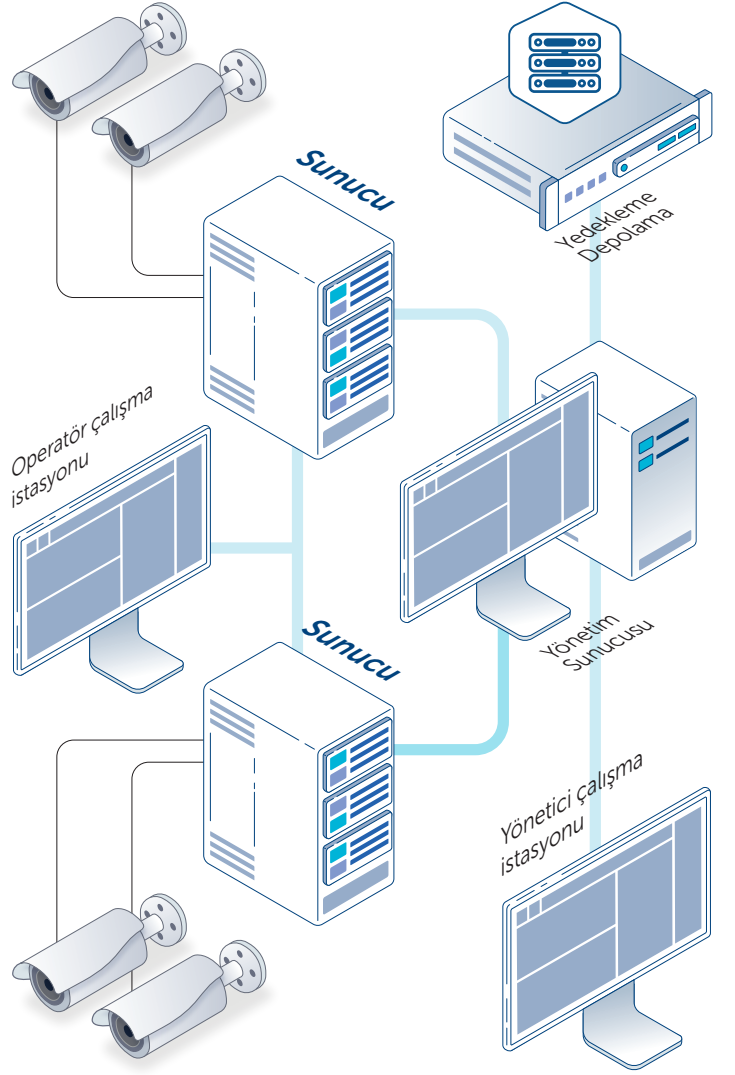 Sunucu
Yedekleme
Depolama
Operatör çalışma
istasyonu
Sunucu
Yönetim
Sunucusu
Yönetici çalışma
istasyonu